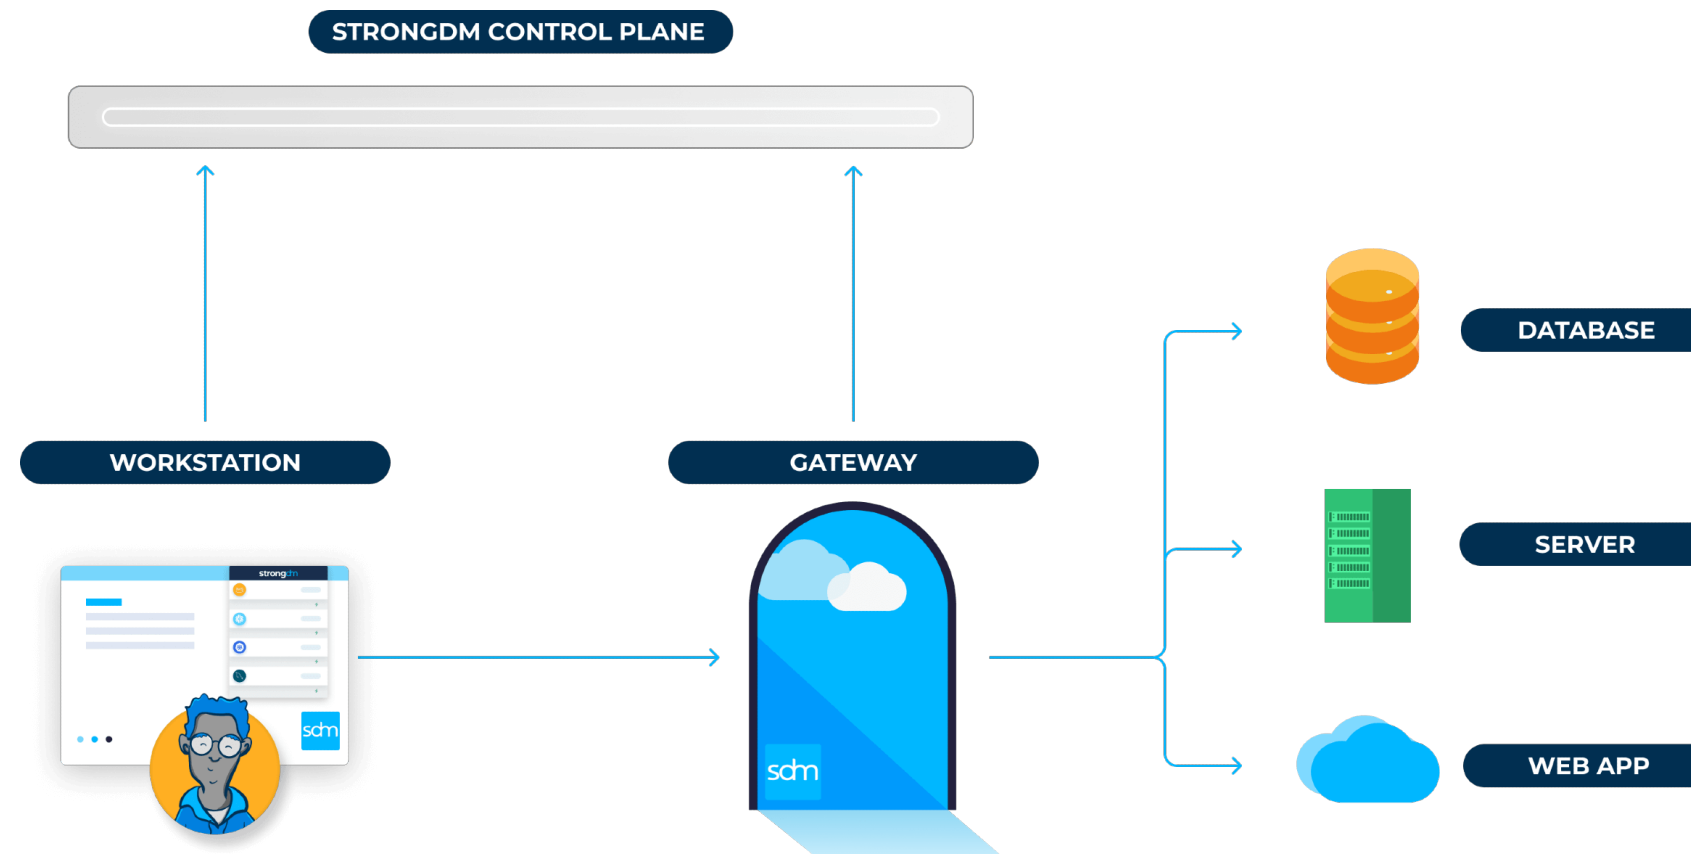 STRONGDM CONTROL PLANE
DATABASE
WORKSTATION
GATEWAY
SERVER
strongdm
sdm
sdm
WEB APP